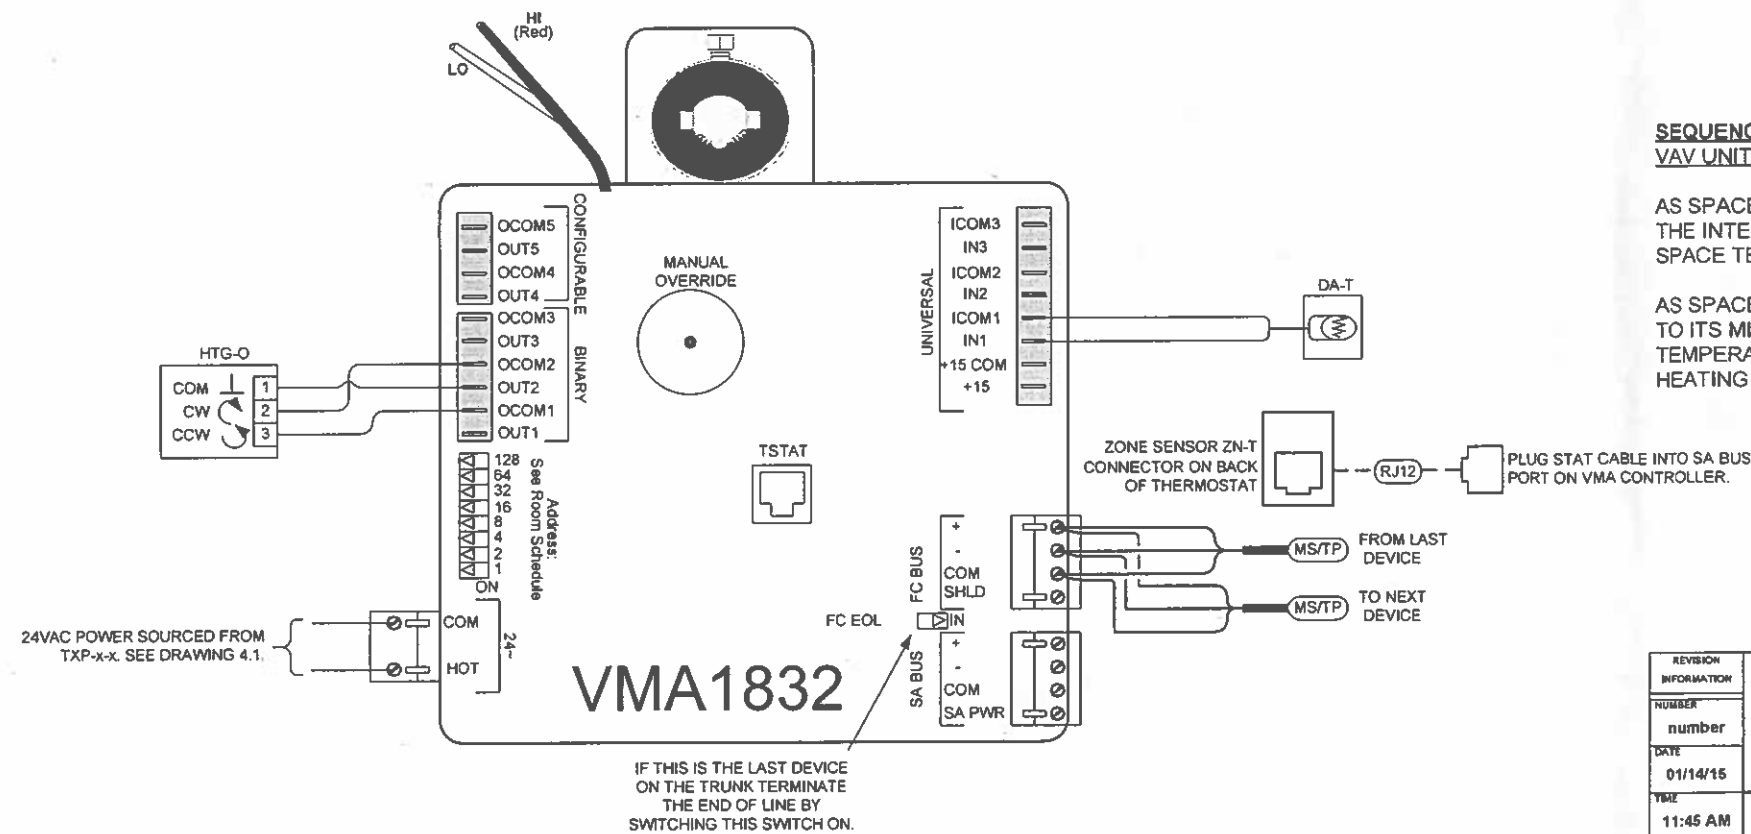 HI
(Red)
LO
OCOM5
OUT5
OCOM4
OUT4
CONFIGURABLE
OCOM3
OUT3
OCOM2
OUT2
OCOM1
OUT1
BINARY
HTG-O
COM 1
CW 2
CCW 3
128
64
32
16
8
4
2
1
ON
Address:
See Room Schedule
MANUAL
OVERRIDE
TSTAT
24VAC POWER SOURCED FROM
TXP-x-x. SEE DRAWING 4.1.
COM
HOT
24~
VMA1832
UNIVERSAL
ICOM3
IN3
ICOM2
IN2
ICOM1
IN1
+15 COM
+15
DA-T
ZONE SENSOR ZN-T
CONNECTOR ON BACK
OF THERMOSTAT
RJ12
PLUG STAT CABLE INTO SA BUS
PORT ON VMA CONTROLLER.
FC BUS
+
-
COM
SHLD
FC EOL
IN
SA BUS
+
-
COM
SA PWR
MS/TP
FROM LAST
DEVICE
MS/TP
TO NEXT
DEVICE
IF THIS IS THE LAST DEVICE
ON THE TRUNK TERMINATE
THE END OF LINE BY
SWITCHING THIS SWITCH ON.
VAV UNIT
AS SPACE
SPACE
AS SPACE
HEATING
REVISION
INFORMATION
NUMBER
number
DATE
01/14/15
TIME
11:45 AM